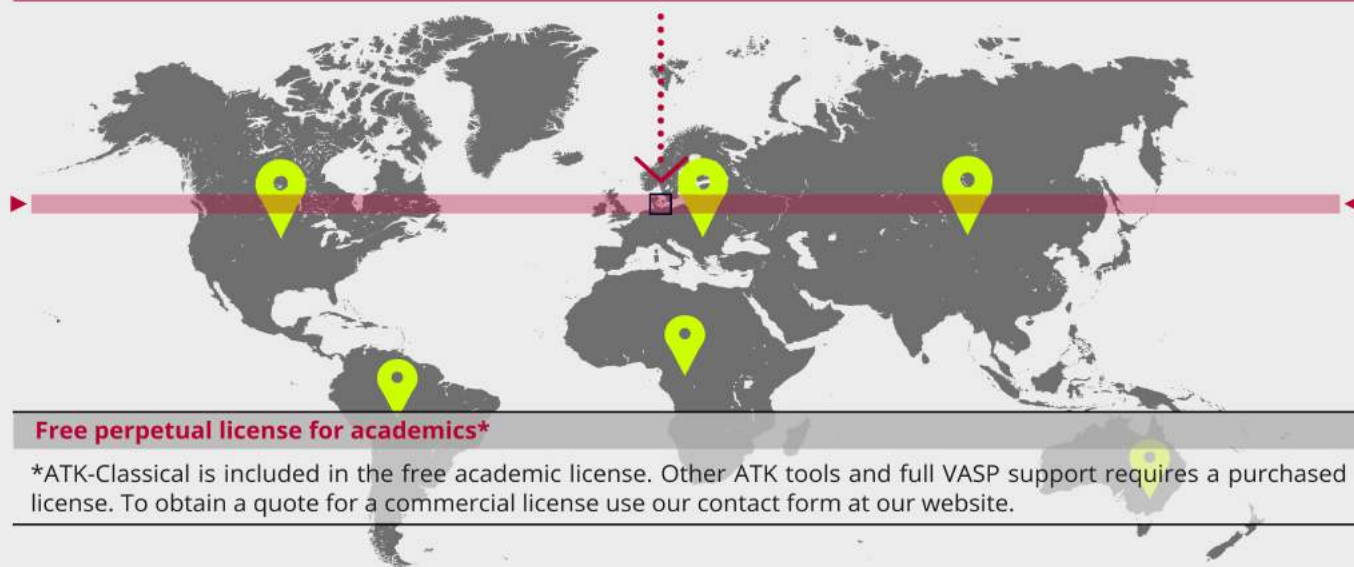 Free perpetual license for academics*
*ATK-Classical is included in the free academic license. Other ATK tools and full VASP support requires a purchased
license. To obtain a quote for a commercial license use our contact form at our website.